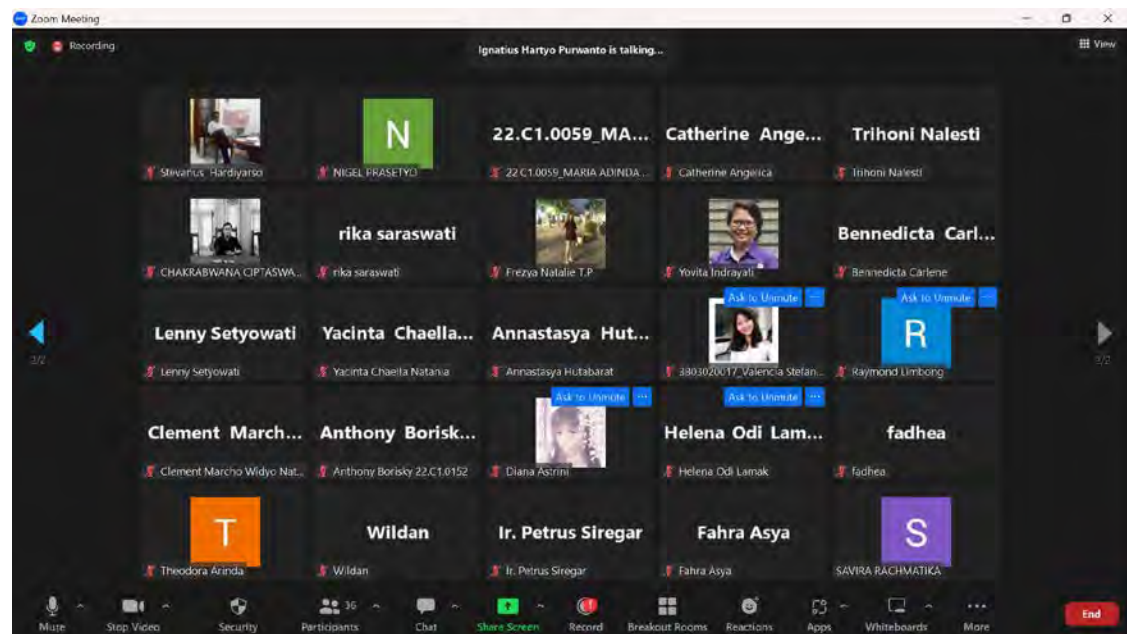 Zoom Meeting
Recording
Ignatius Hartyo Purwanto is talking...
View
Stevanus Hardiyarso
N
NIGEL PRASETYO
22.C1.0059_MA...
22.C1.0059_MARIA ADINDA...
Catherine Ange...
Catherine Angelica
Trihoni Nalesti
Trihoni Nalesti
CHAKRABWANA CIPTASWA...
rika saraswati
rika saraswati
Frezya Natalie T.P
Yovita Indrayati
Bennedicta Carl...
Bennedicta Carlene
Lenny Setyowati
Lenny Setyowati
Yacinta Chaella...
Yacinta Chaella Natania
Annastasya Hut...
Annastasya Hutabarat
Ask to Unmute ...
3803020017_Valencia Stefan...
Ask to Unmute ...
R
Raymond Limbong
2/2
2/2
Clement March...
Clement Marcho Widyo Nat...
Anthony Borisk...
Anthony Borisky 22.C1.0152
Ask to Unmute ...
Diana Astrini
Ask to Unmute ...
Helena Odi Lam...
Helena Odi Lamak
fadhea
fadhea
T
Theodora Arinda
Wildan
Wildan
Ir. Petrus Siregar
Ir. Petrus Siregar
Fahra Asya
Fahra Asya
S
SAVIRA RACHMATIKA
Mute
Stop Video
Security
36
Participants
Chat
Share Screen
Record
Breakout Rooms
Reactions
Apps
Whiteboards
More
End